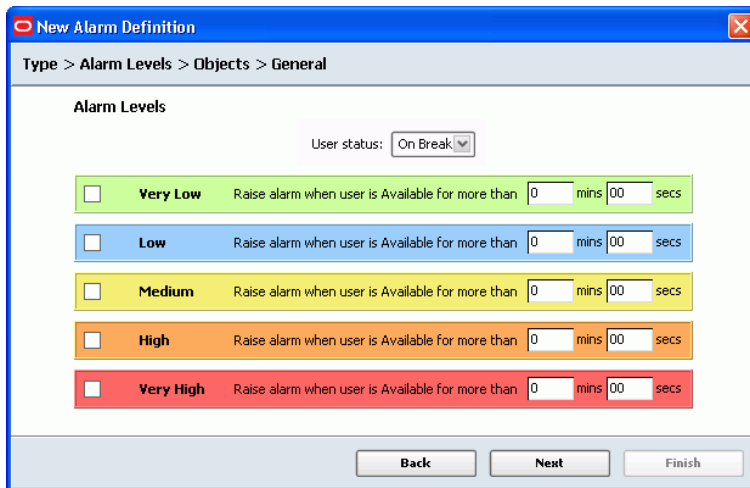 New Alarm Definition
Type > Alarm Levels > Objects > General
Alarm Levels
User status: On Break
Very Low Raise alarm when user is Available for more than 0 mins 00 secs
Low Raise alarm when user is Available for more than 0 mins 00 secs
Medium Raise alarm when user is Available for more than 0 mins 00 secs
High Raise alarm when user is Available for more than 0 mins 00 secs
Very High Raise alarm when user is Available for more than 0 mins 00 secs
Back Next Finish